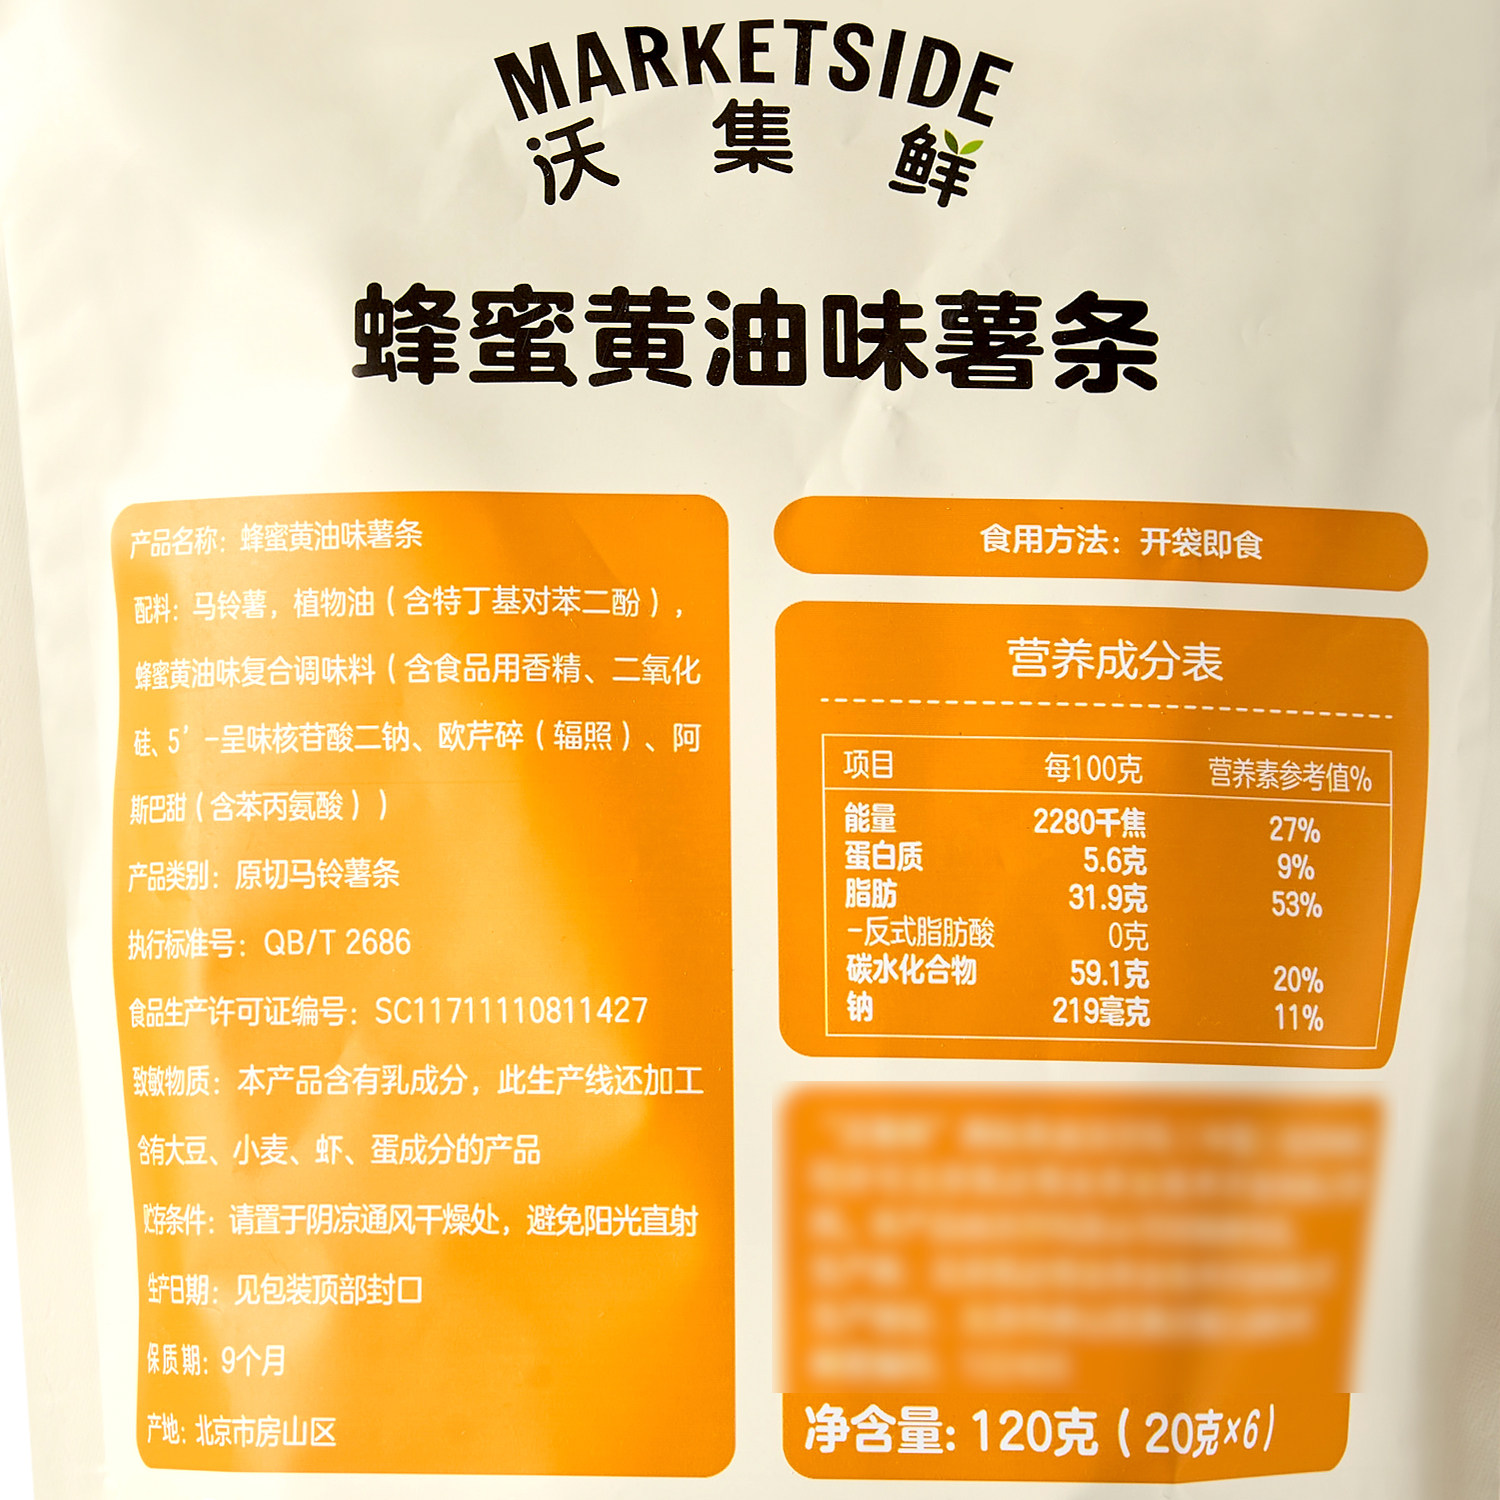 MARKETSIDE
沃集鲜
蜂蜜黄油味薯条
产品名称：蜂蜜黄油味薯条
配料：马铃薯，植物油（含特丁基对苯二酚），
蜂蜜黄油味复合调味料（含食品用香精、二氧化
硅、5’-呈味核苷酸二钠、欧芹碎（辐照）、阿
斯巴甜（含苯丙氨酸））
产品类别：原切马铃薯条
执行标准号：QB/T 2686
食品生产许可证编号：SC11711110811427
致敏物质：本产品含有乳成分，此生产线还加工
含有大豆、小麦、虾、蛋成分的产品
贮存条件：请置于阴凉通风干燥处，避免阳光直射
生产日期：见包装顶部封口
保质期：9个月
产地：北京市房山区
食用方法：开袋即食
营养成分表
项目 每100克 营养素参考值%
能量 2280千焦 27%
蛋白质 5.6克 9%
脂肪 31.9克 53%
-反式脂肪酸 0克
碳水化合物 59.1克 20%
钠 219毫克 11%
净含量：120克（20克×6）